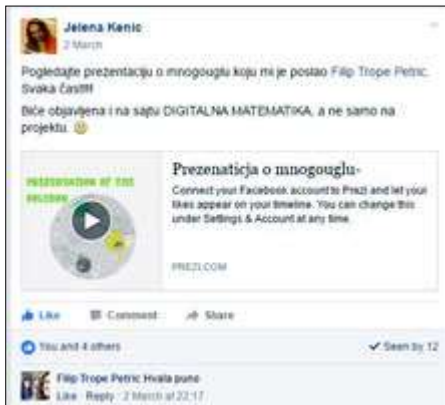 Jelena Kenic
2 March
Pogledajte prezentaciju o mnogouglu koju mi je poslao Filip Trope Petric.
Svaka čast!!!!
Biće objavljena i na sajtu DIGITALNA MATEMATIKA, a ne samo na
projektu.
PRESENTATION OF THE
Prezenaticja o mnogouglu-
Connect your Facebook account to Prezi and let your
likes appear on your timeline. You can change this
under Settings & Account at any time.
PREZI.COM
Like Comment Share
You and 4 others Seen by 12
Filip Trope Petric Hvala puno
Like · Reply · 2 March at 22:17